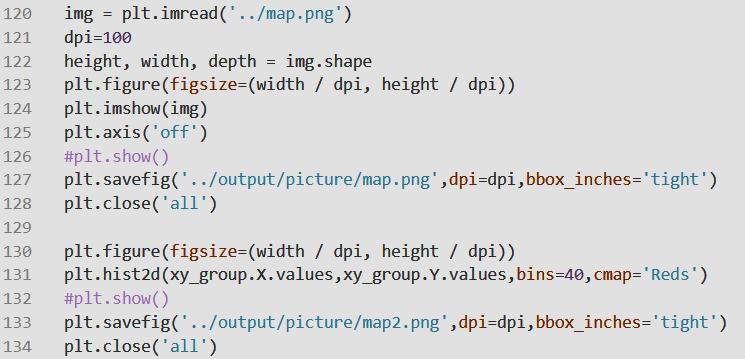 120 img = plt.imread('../map.png')
121 dpi=100
122 height, width, depth = img.shape
123 plt.figure(figsize=(width / dpi, height / dpi))
124 plt.imshow(img)
125 plt.axis('off')
126 #plt.show()
127 plt.savefig('../output/picture/map.png',dpi=dpi,bbox_inches='tight')
128 plt.close('all')
129
130 plt.figure(figsize=(width / dpi, height / dpi))
131 plt.hist2d(xy_group.X.values,xy_group.Y.values,bins=40,cmap='Reds')
132 #plt.show()
133 plt.savefig('../output/picture/map2.png',dpi=dpi,bbox_inches='tight')
134 plt.close('all')